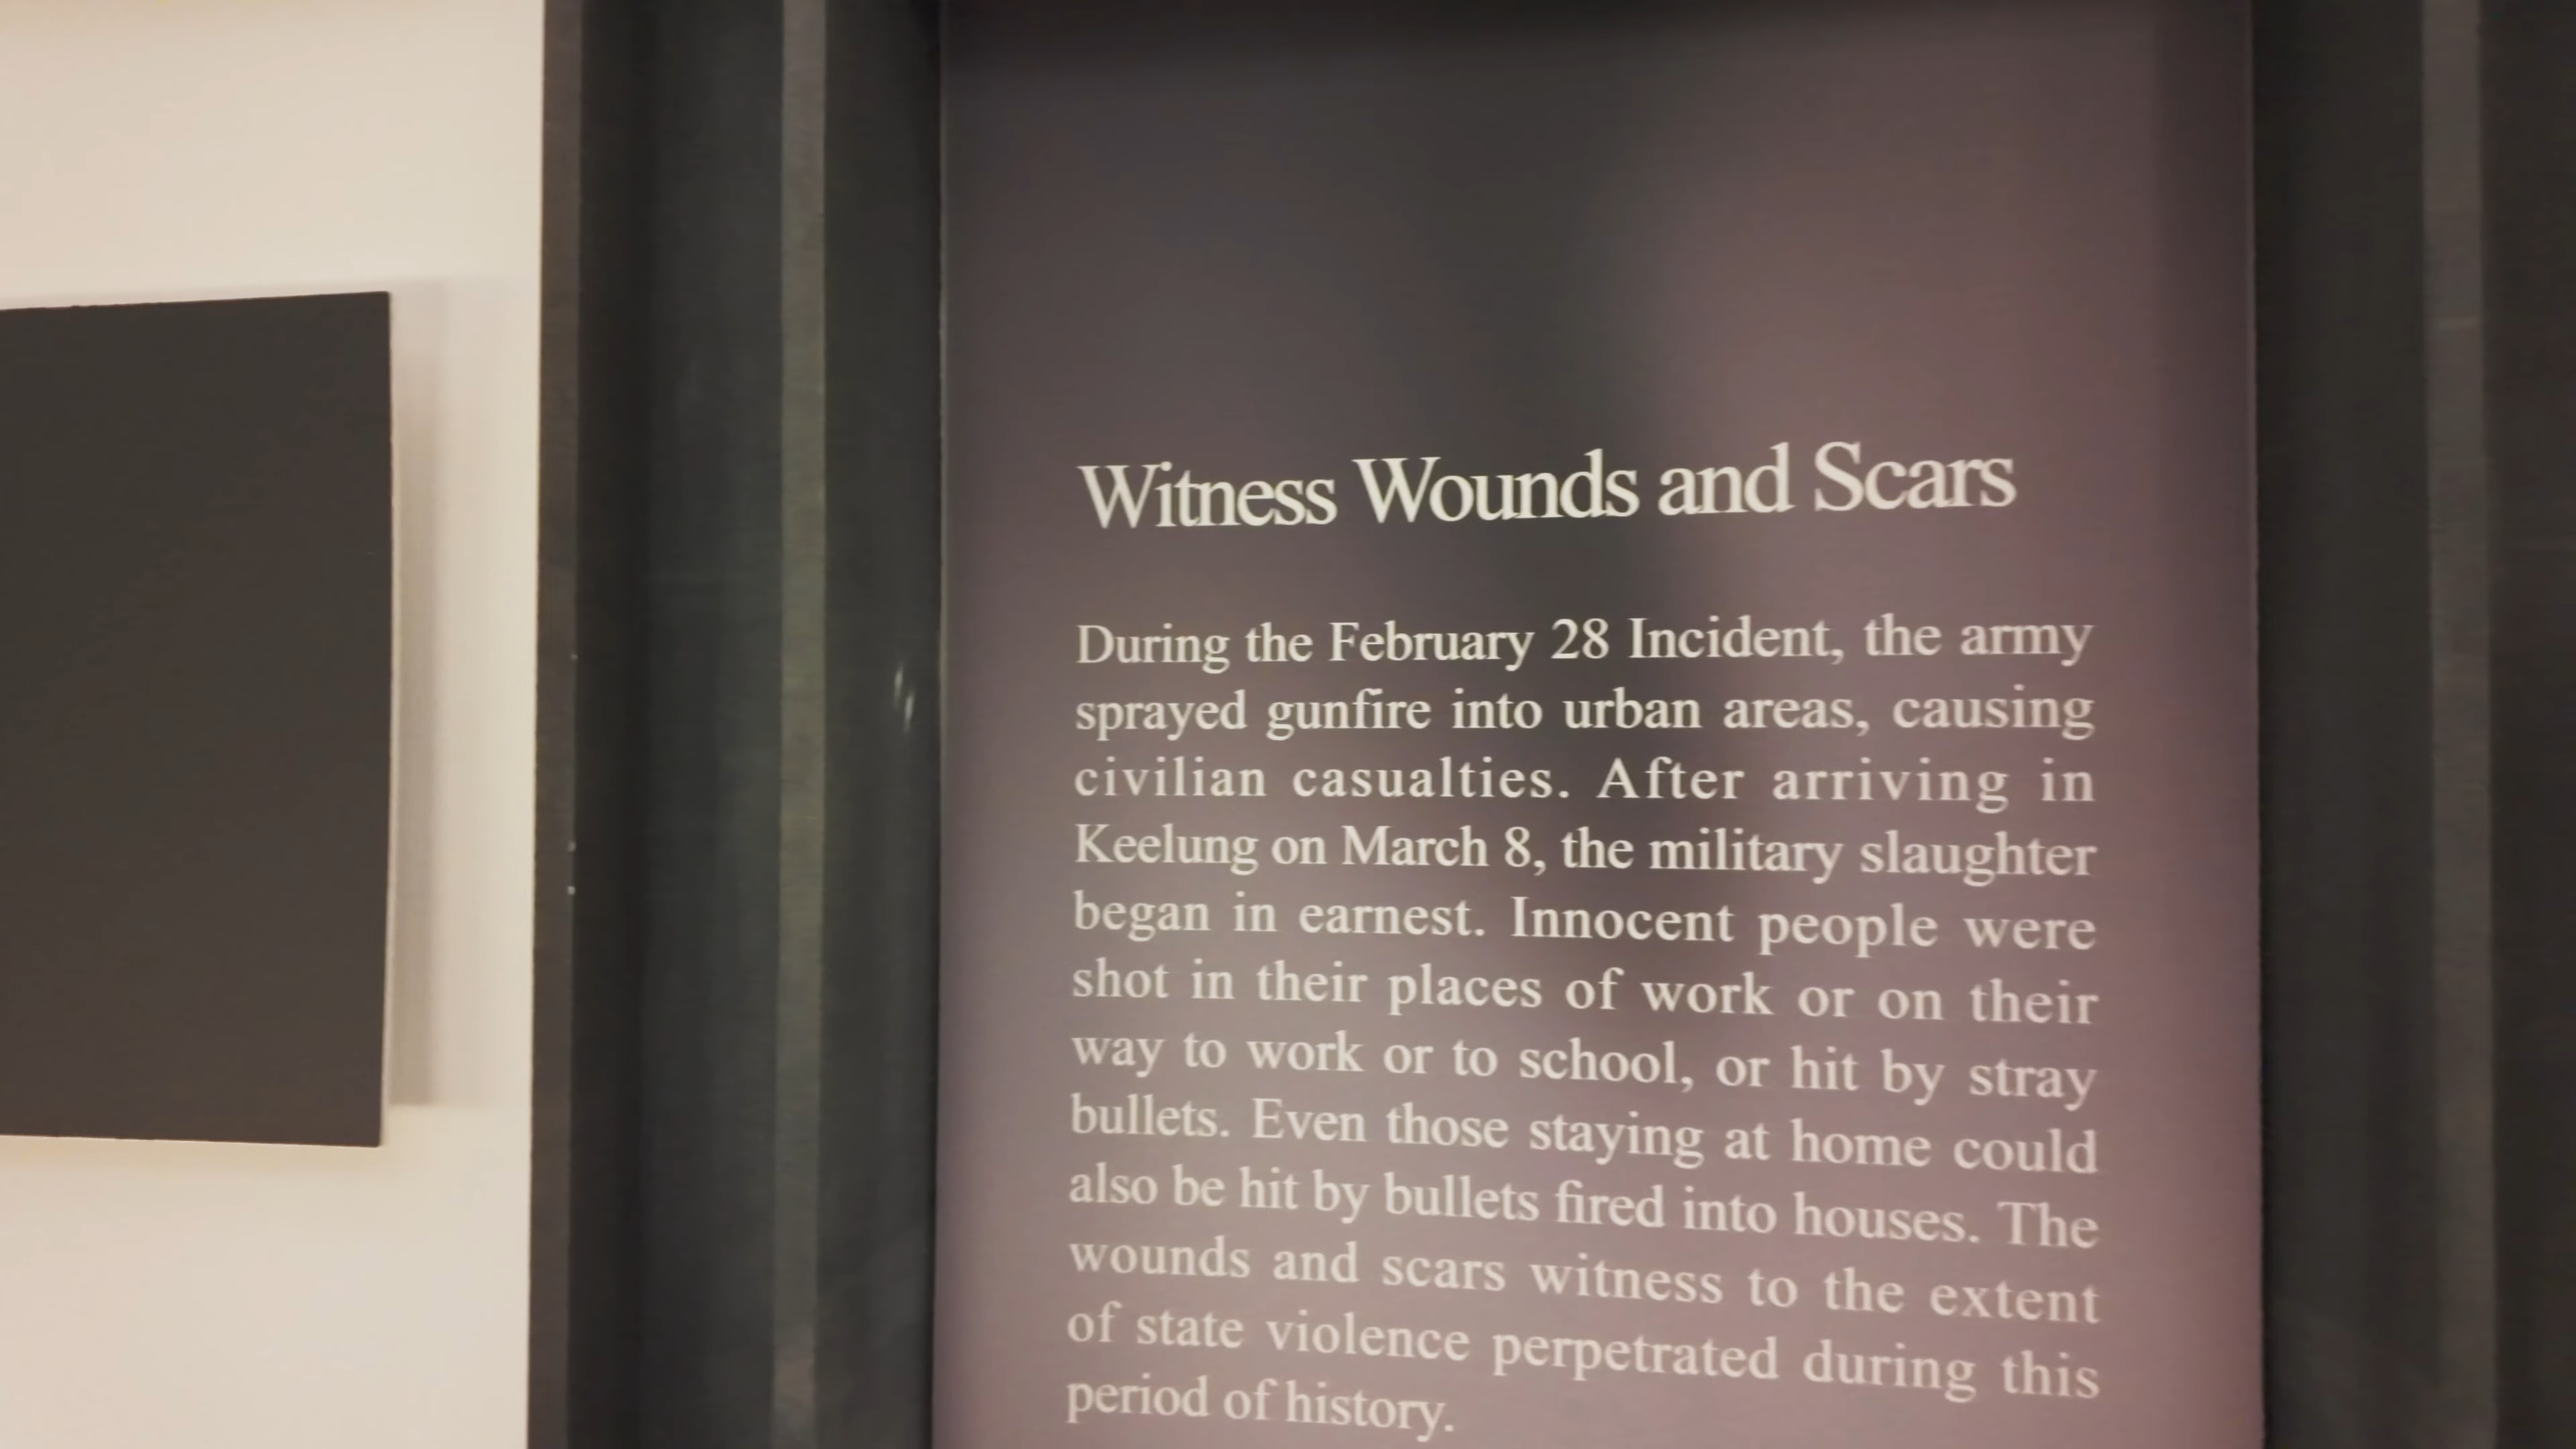 Witness Wounds and Scars
During the February 28 Incident, the army
sprayed gunfire into urban areas, causing
civilian casualties. After arriving in
Keelung on March 8, the military slaughter
began in earnest. Innocent people were
shot in their places of work or on their
way to work or to school, or hit by stray
bullets. Even those staying at home could
also be hit by bullets fired into houses. The
wounds and scars witness to the extent
of state violence perpetrated during this
period of history.